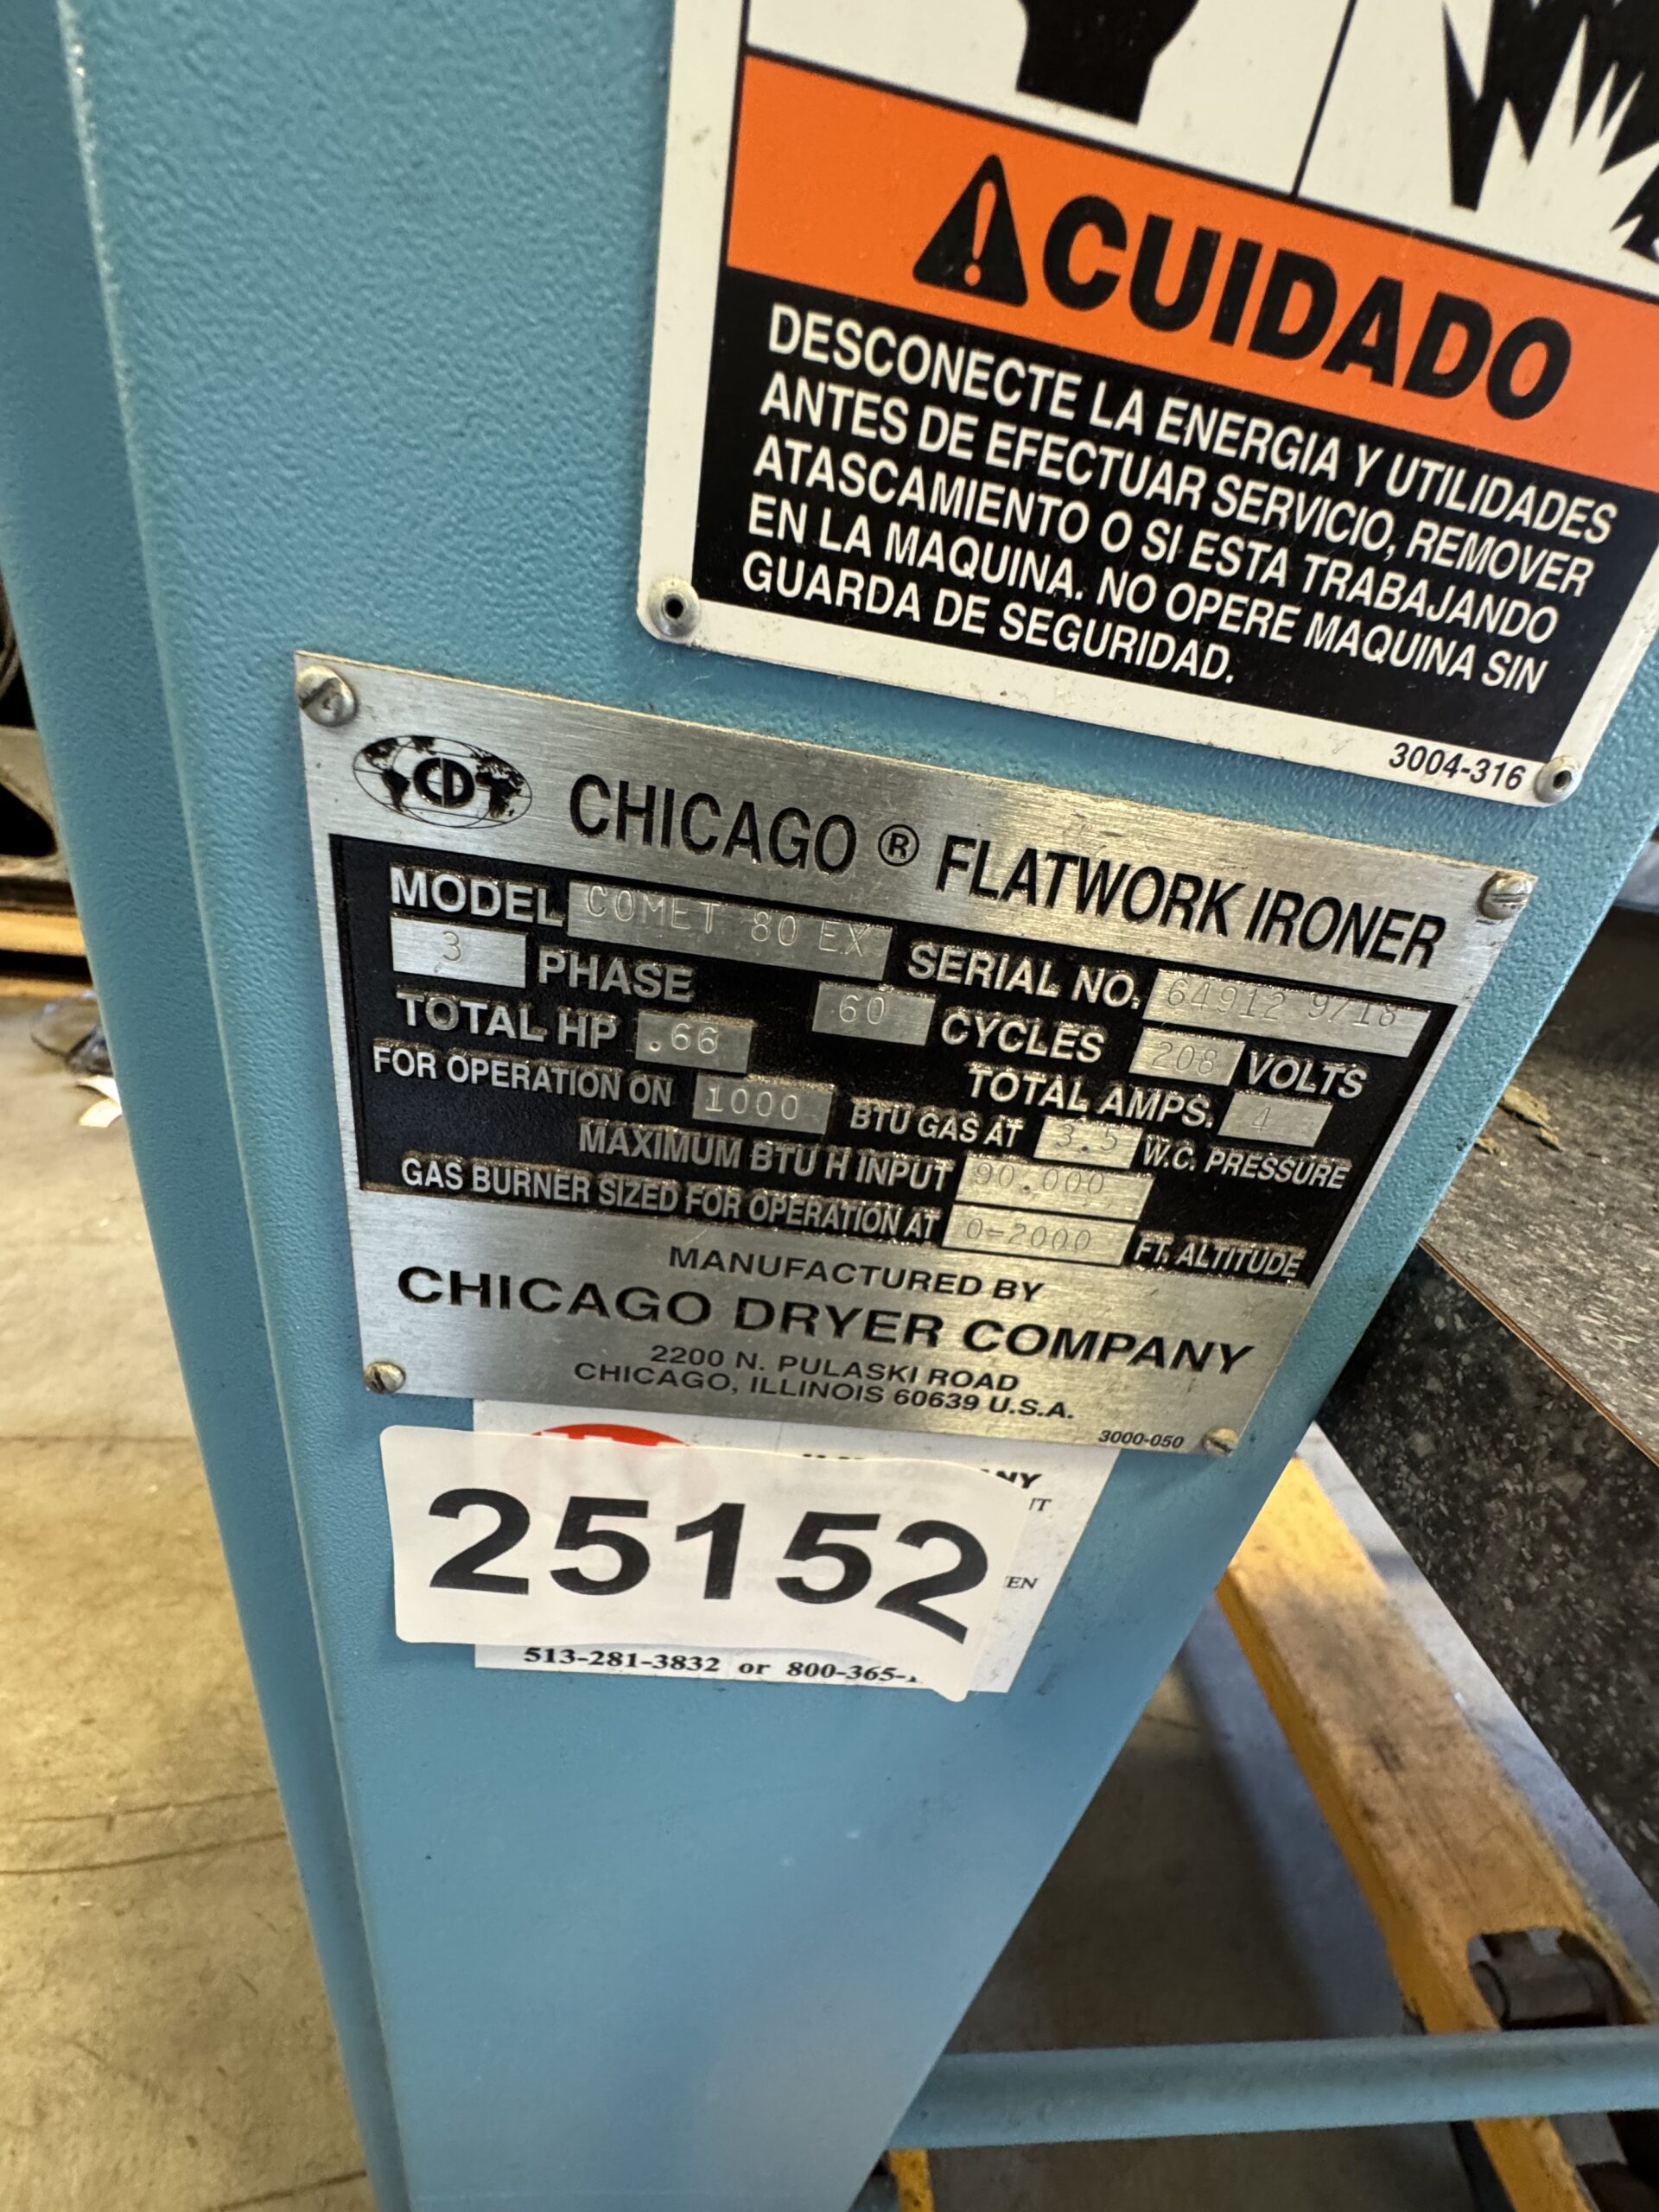 CUIDADO
DESCONECTE LA ENERGIA Y UTILIDADES
ANTES DE EFECTUAR SERVICIO, REMOVER
ATASCAMIENTO O SI ESTA TRABAJANDO
EN LA MAQUINA. NO OPERE MAQUINA SIN
GUARDA DE SEGURIDAD.
3004-316
CD CHICAGO ® FLATWORK IRONER
MODEL COMET 80 EX SERIAL NO. 64912 9/18
3 PHASE 60 CYCLES 208 VOLTS
TOTAL HP .66 TOTAL AMPS. 4
FOR OPERATION ON 1000 BTU GAS AT 3.5 W.C. PRESSURE
MAXIMUM BTU H INPUT 90,000
GAS BURNER SIZED FOR OPERATION AT 0-2000 FT. ALTITUDE
MANUFACTURED BY
CHICAGO DRYER COMPANY
2200 N. PULASKI ROAD
CHICAGO, ILLINOIS 60639 U.S.A.
3000-050
25152
513-281-3832 or 800-365-